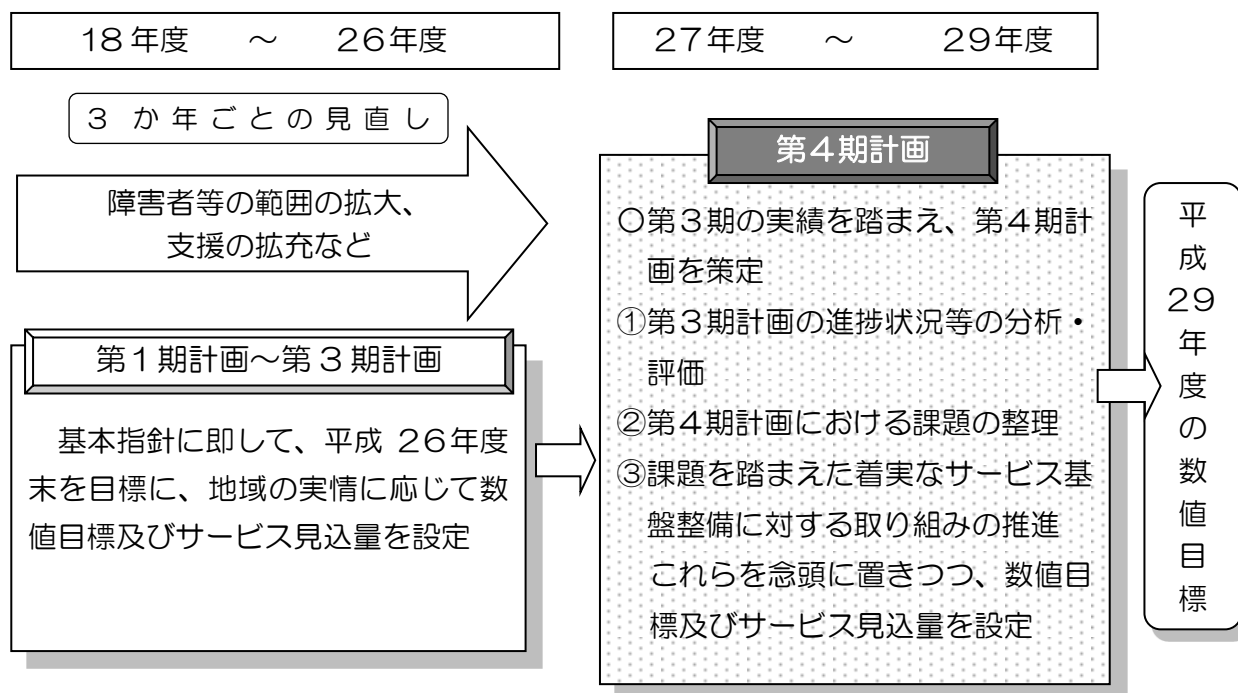 18年度 ～ 26年度
3 か年ごとの見直し
障害者等の範囲の拡大、
支援の拡充など
第1期計画～第3期計画
基本指針に即して、平成 26年度
末を目標に、地域の実情に応じて数
値目標及びサービス見込量を設定
27年度 ～ 29年度
第4期計画
〇第3期の実績を踏まえ、第4期計
画を策定
①第3期計画の進捗状況等の分析・
評価
②第4期計画における課題の整理
③課題を踏まえた着実なサービス基
盤整備に対する取り組みの推進
これらを念頭に置きつつ、数値目
標及びサービス見込量を設定
平成29年度の数値目標